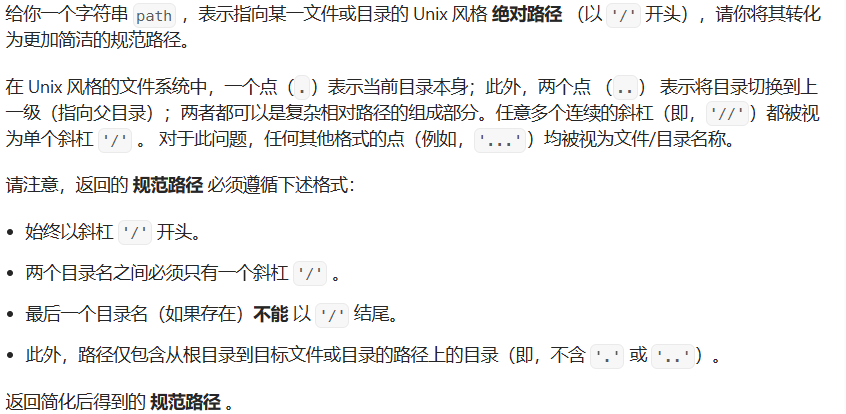 给你一个字符串 path ，表示指向某一文件或目录的 Unix 风格 绝对路径 （以 '/' 开头），请你将其转化
为更加简洁的规范路径。
在 Unix 风格的文件系统中，一个点（.）表示当前目录本身；此外，两个点 （..） 表示将目录切换到上
一级（指向父目录）；两者都可以是复杂相对路径的组成部分。任意多个连续的斜杠（即，'//'）都被视
为单个斜杠 '/' 。 对于此问题，任何其他格式的点（例如，'...'）均被视为文件/目录名称。
请注意，返回的 规范路径 必须遵循下述格式：
• 始终以斜杠 '/' 开头。
• 两个目录名之间必须只有一个斜杠 '/' 。
• 最后一个目录名（如果存在）不能 以 '/' 结尾。
• 此外，路径仅包含从根目录到目标文件或目录的路径上的目录（即，不含 '.' 或 '..'）。
返回简化后得到的 规范路径 。